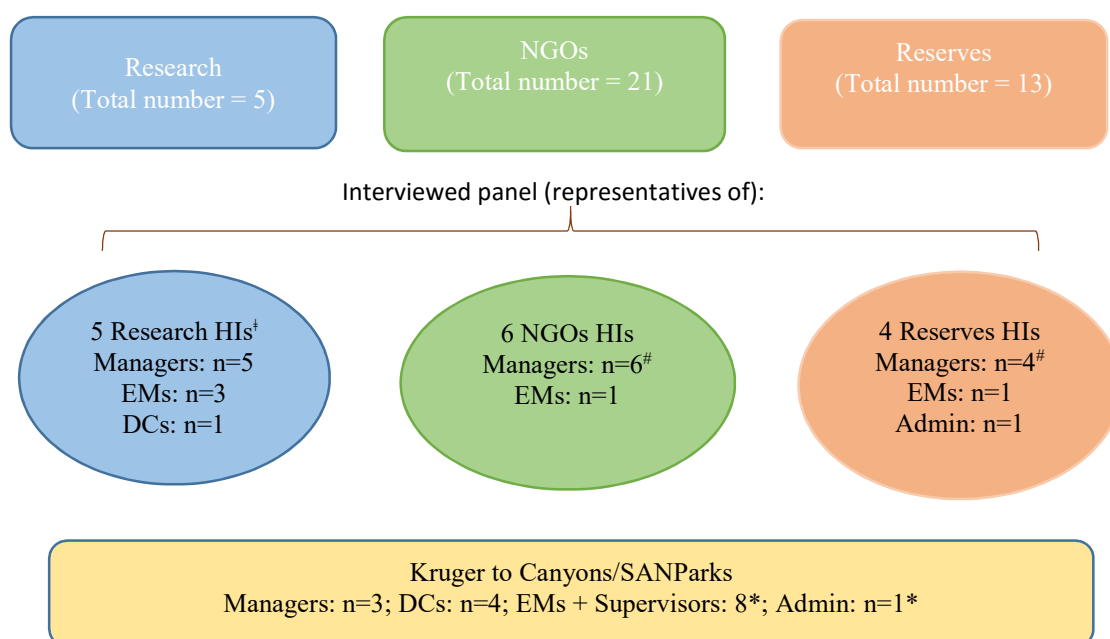 Research
(Total number = 5)
NGOs
(Total number = 21)
Reserves
(Total number = 13)
Interviewed panel (representatives of):
5 Research HIsǂ
Managers: n=5
EMs: n=3
DCs: n=1
6 NGOs HIs
Managers: n=6#
EMs: n=1
4 Reserves HIs
Managers: n=4#
EMs: n=1
Admin: n=1
Kruger to Canyons/SANParks
Managers: n=3; DCs: n=4; EMs + Supervisors: 8*; Admin: n=1*